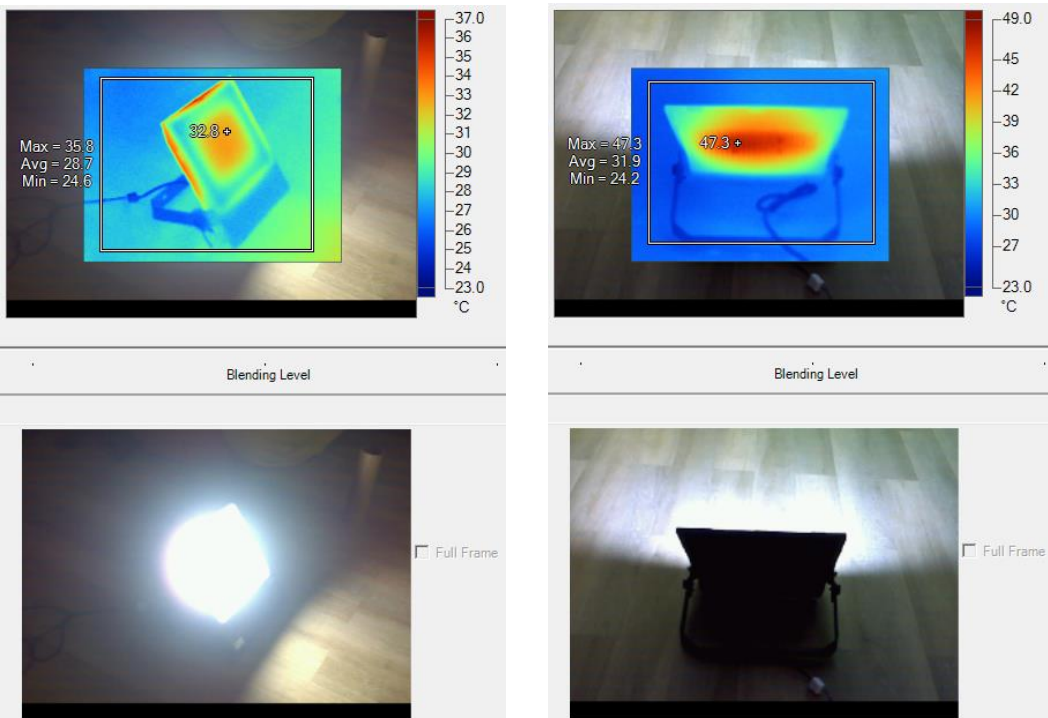 37.0
36
35
34
33
32
31
30
29
28
27
26
25
24
23.0
°C
32.8
Max = 35.8
Avg = 28.7
Min = 24.6
Blending Level
Full Frame
49.0
45
42
39
36
33
30
27
23.0
°C
47.3
Max = 47.3
Avg = 31.9
Min = 24.2
Blending Level
Full Frame